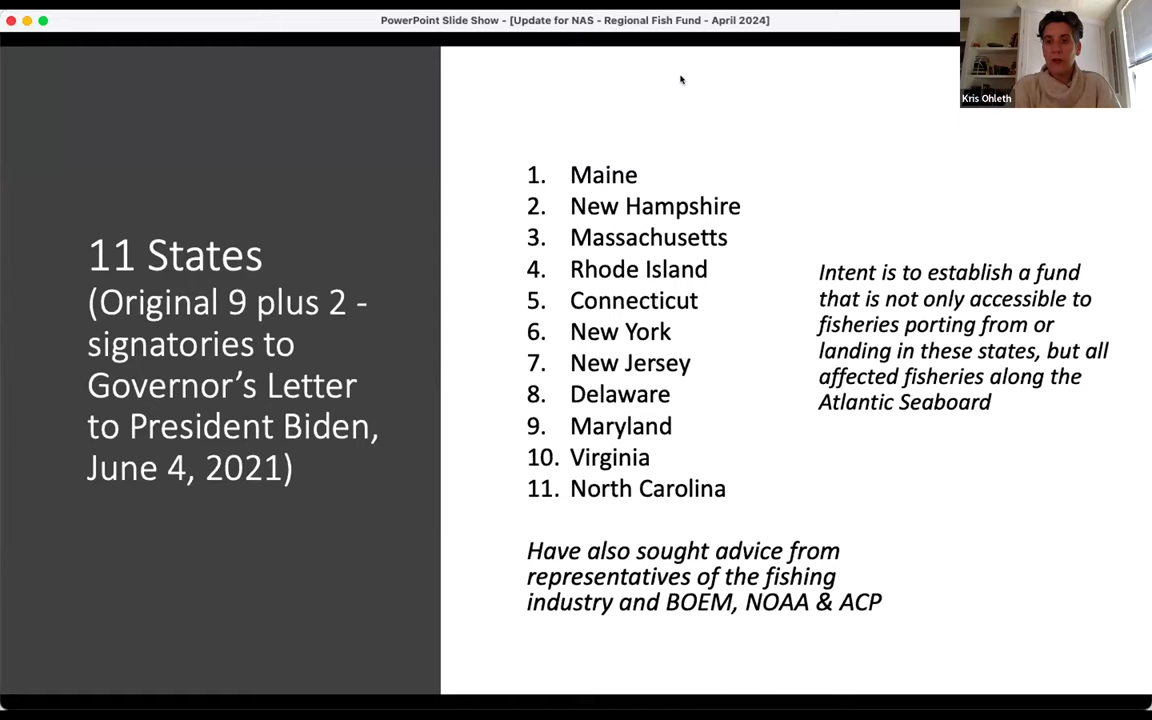 PowerPoint Slide Show - [Update for NAS - Regional Fish Fund - April 2024]
Kris Ohleth
11 States
(Original 9 plus 2 -
signatories to
Governor’s Letter
to President Biden,
June 4, 2021)
1. Maine
2. New Hampshire
3. Massachusetts
4. Rhode Island
5. Connecticut
6. New York
7. New Jersey
8. Delaware
9. Maryland
10. Virginia
11. North Carolina
Intent is to establish a fund
that is not only accessible to
fisheries porting from or
landing in these states, but all
affected fisheries along the
Atlantic Seaboard
Have also sought advice from
representatives of the fishing
industry and BOEM, NOAA & ACP